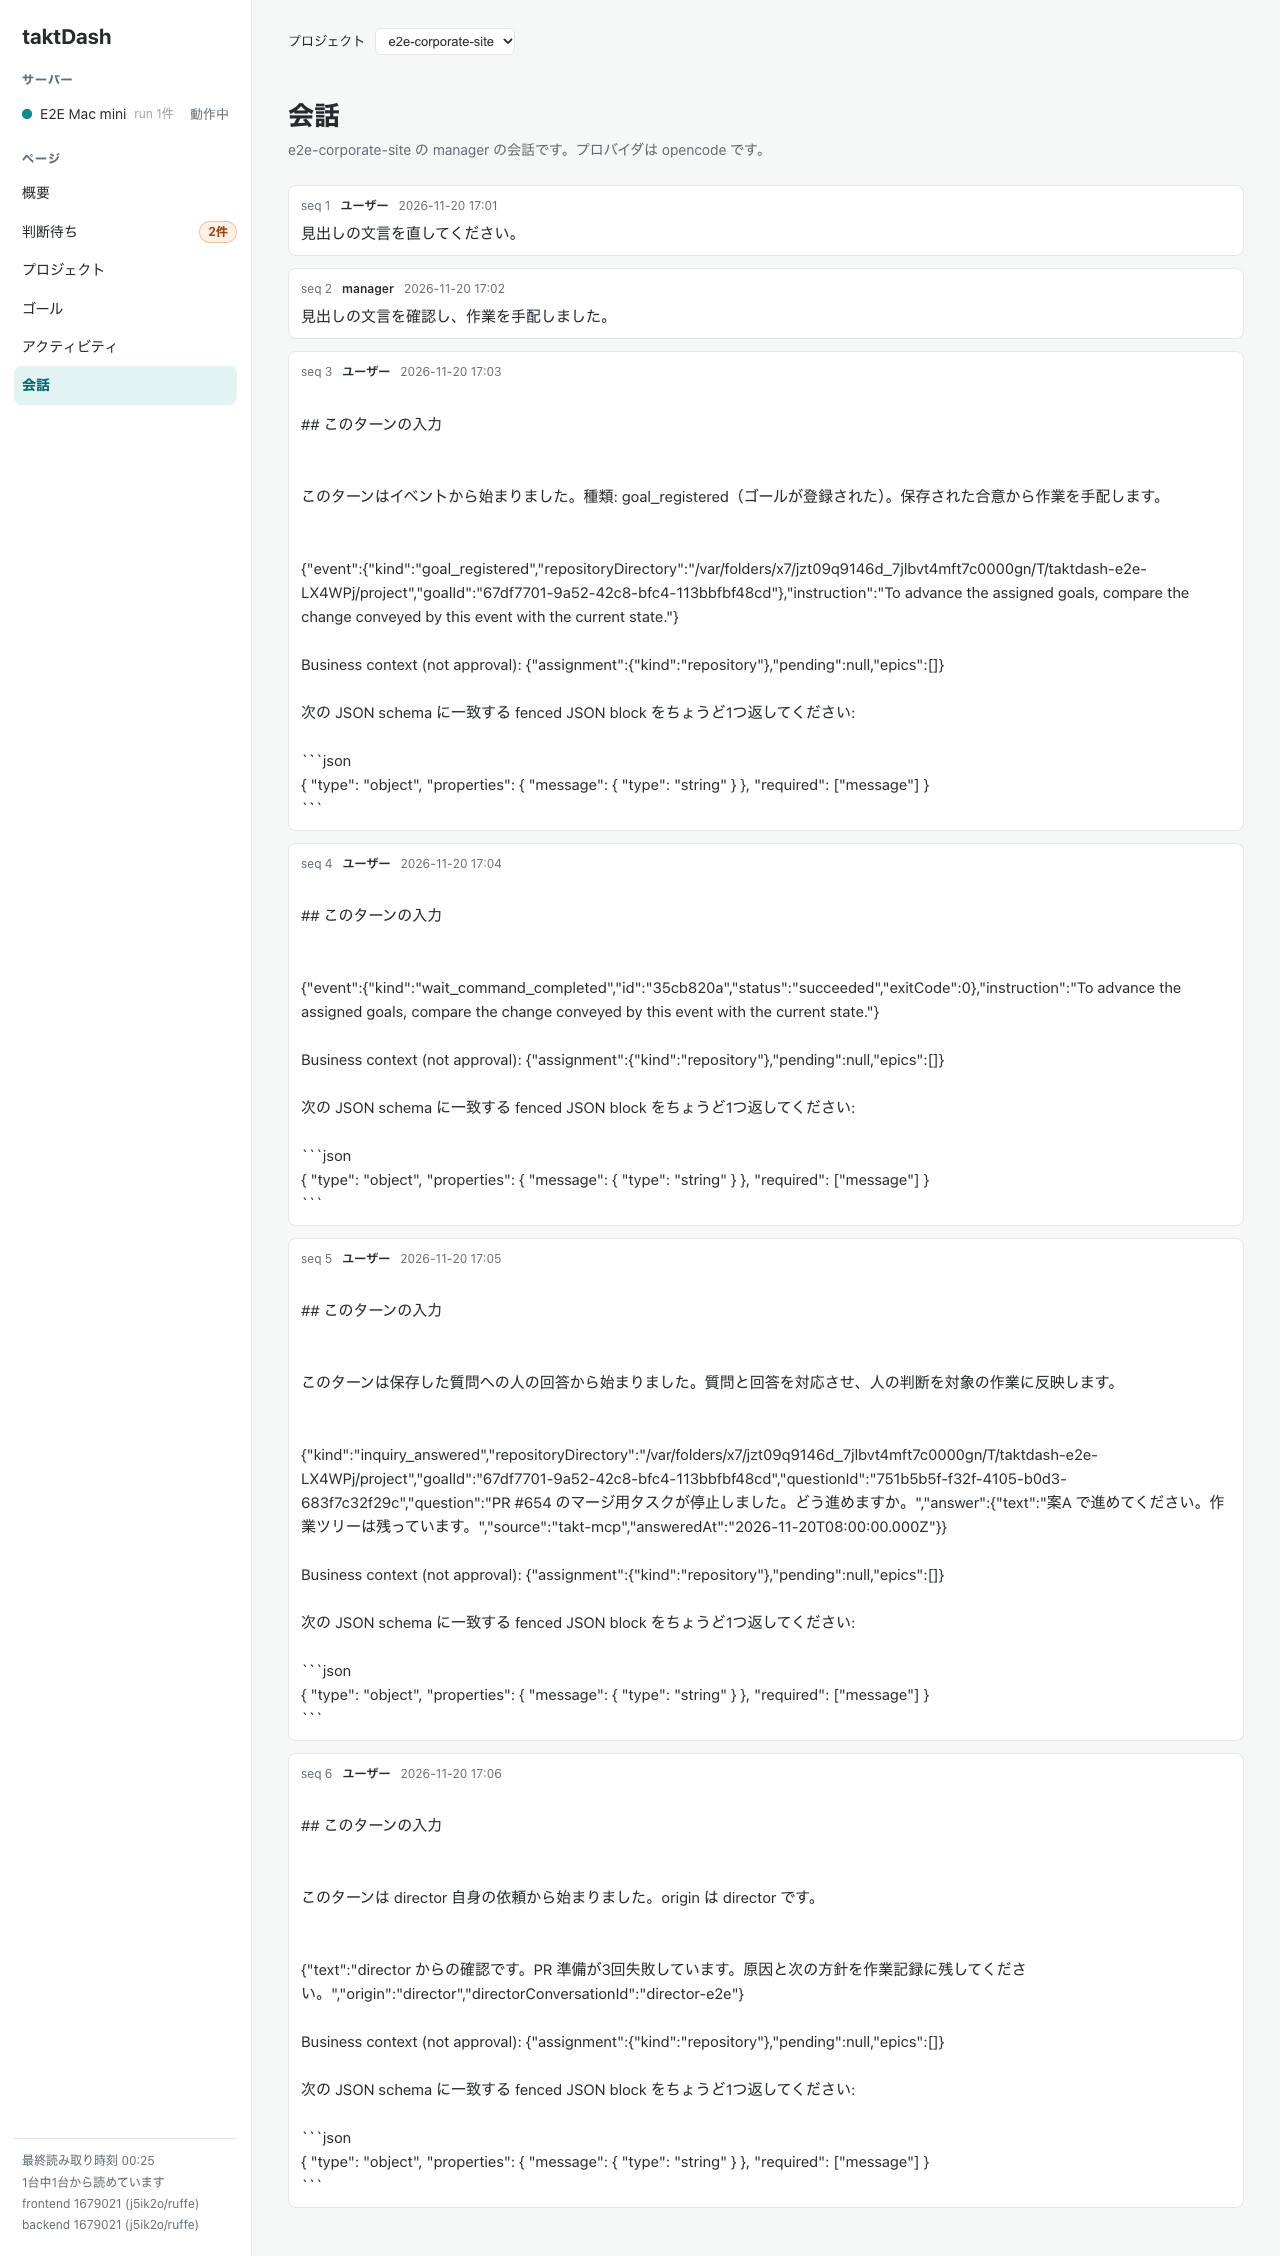 taktDash
サーバー
E2E Mac mini run 1件 動作中
ページ
概要
判断待ち 2件
プロジェクト
ゴール
アクティビティ
会話
最終読み取り時刻 00:25
1台中1台から読めています
frontend 1679021 (j5ik2o/ruffe)
backend 1679021 (j5ik2o/ruffe)
プロジェクト e2e-corporate-site
会話
e2e-corporate-site の manager の会話です。プロバイダは opencode です。
seq 1 ユーザー 2026-11-20 17:01
見出しの文言を直してください。
seq 2 manager 2026-11-20 17:02
見出しの文言を確認し、作業を手配しました。
seq 3 ユーザー 2026-11-20 17:03
## このターンの入力
このターンはイベントから始まりました。種類: goal_registered（ゴールが登録された）。保存された合意から作業を手配します。
{"event":{"kind":"goal_registered","repositoryDirectory":"/var/folders/x7/jzt09q9146d_7jlbvt4mft7c0000gn/T/taktdash-e2e-
LX4WPj/project","goalId":"67df7701-9a52-42c8-bfc4-113bbfbf48cd"},"instruction":"To advance the assigned goals, compare the
change conveyed by this event with the current state."}
Business context (not approval): {"assignment":{"kind":"repository"},"pending":null,"epics":[]}
次の JSON schema に一致する fenced JSON block をちょうど1つ返してください:
```json
{ "type": "object", "properties": { "message": { "type": "string" } }, "required": ["message"] }
```
seq 4 ユーザー 2026-11-20 17:04
## このターンの入力
{"event":{"kind":"wait_command_completed","id":"35cb820a","status":"succeeded","exitCode":0},"instruction":"To advance the
assigned goals, compare the change conveyed by this event with the current state."}
Business context (not approval): {"assignment":{"kind":"repository"},"pending":null,"epics":[]}
次の JSON schema に一致する fenced JSON block をちょうど1つ返してください:
```json
{ "type": "object", "properties": { "message": { "type": "string" } }, "required": ["message"] }
```
seq 5 ユーザー 2026-11-20 17:05
## このターンの入力
このターンは保存した質問への人の回答から始まりました。質問と回答を対応させ、人の判断を対象の作業に反映します。
{"kind":"inquiry_answered","repositoryDirectory":"/var/folders/x7/jzt09q9146d_7jlbvt4mft7c0000gn/T/taktdash-e2e-
LX4WPj/project","goalId":"67df7701-9a52-42c8-bfc4-113bbfbf48cd","questionId":"751b5b5f-f32f-4105-b0d3-
683f7c32f29c","question":"PR #654 のマージ用タスクが停止しました。どう進めますか。","answer":{"text":"案A で進めてください。作
業ツリーは残っています。","source":"takt-mcp","answeredAt":"2026-11-20T08:00:00.000Z"}}
Business context (not approval): {"assignment":{"kind":"repository"},"pending":null,"epics":[]}
次の JSON schema に一致する fenced JSON block をちょうど1つ返してください:
```json
{ "type": "object", "properties": { "message": { "type": "string" } }, "required": ["message"] }
```
seq 6 ユーザー 2026-11-20 17:06
## このターンの入力
このターンは director 自身の依頼から始まりました。origin は director です。
{"text":"director からの確認です。PR 準備が3回失敗しています。原因と次の方針を作業記録に残してくださ
い。","origin":"director","directorConversationId":"director-e2e"}
Business context (not approval): {"assignment":{"kind":"repository"},"pending":null,"epics":[]}
次の JSON schema に一致する fenced JSON block をちょうど1つ返してください:
```json
{ "type": "object", "properties": { "message": { "type": "string" } }, "required": ["message"] }
```